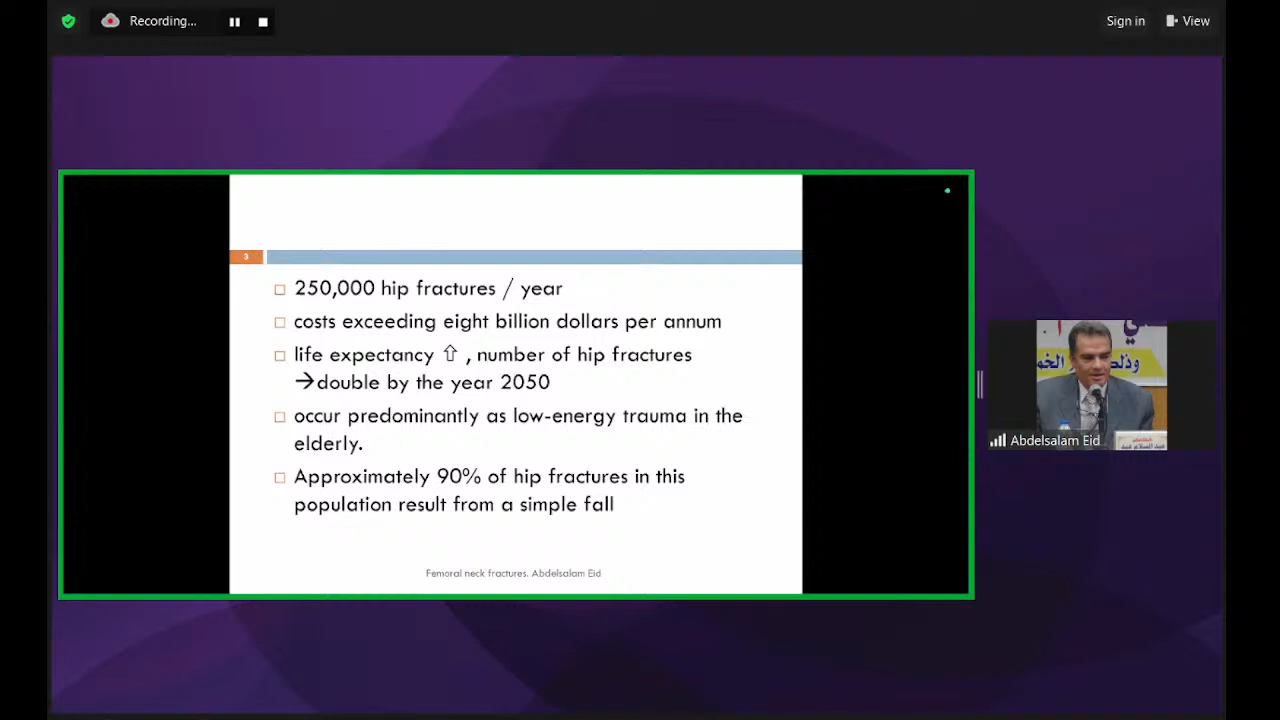 Recording...
Sign in
View
3
250,000 hip fractures / year
costs exceeding eight billion dollars per annum
life expectancy ⇧ , number of hip fractures
→double by the year 2050
occur predominantly as low-energy trauma in the
elderly.
Approximately 90% of hip fractures in this
population result from a simple fall
Femoral neck fractures. Abdelsalam Eid
Abdelsalam Eid